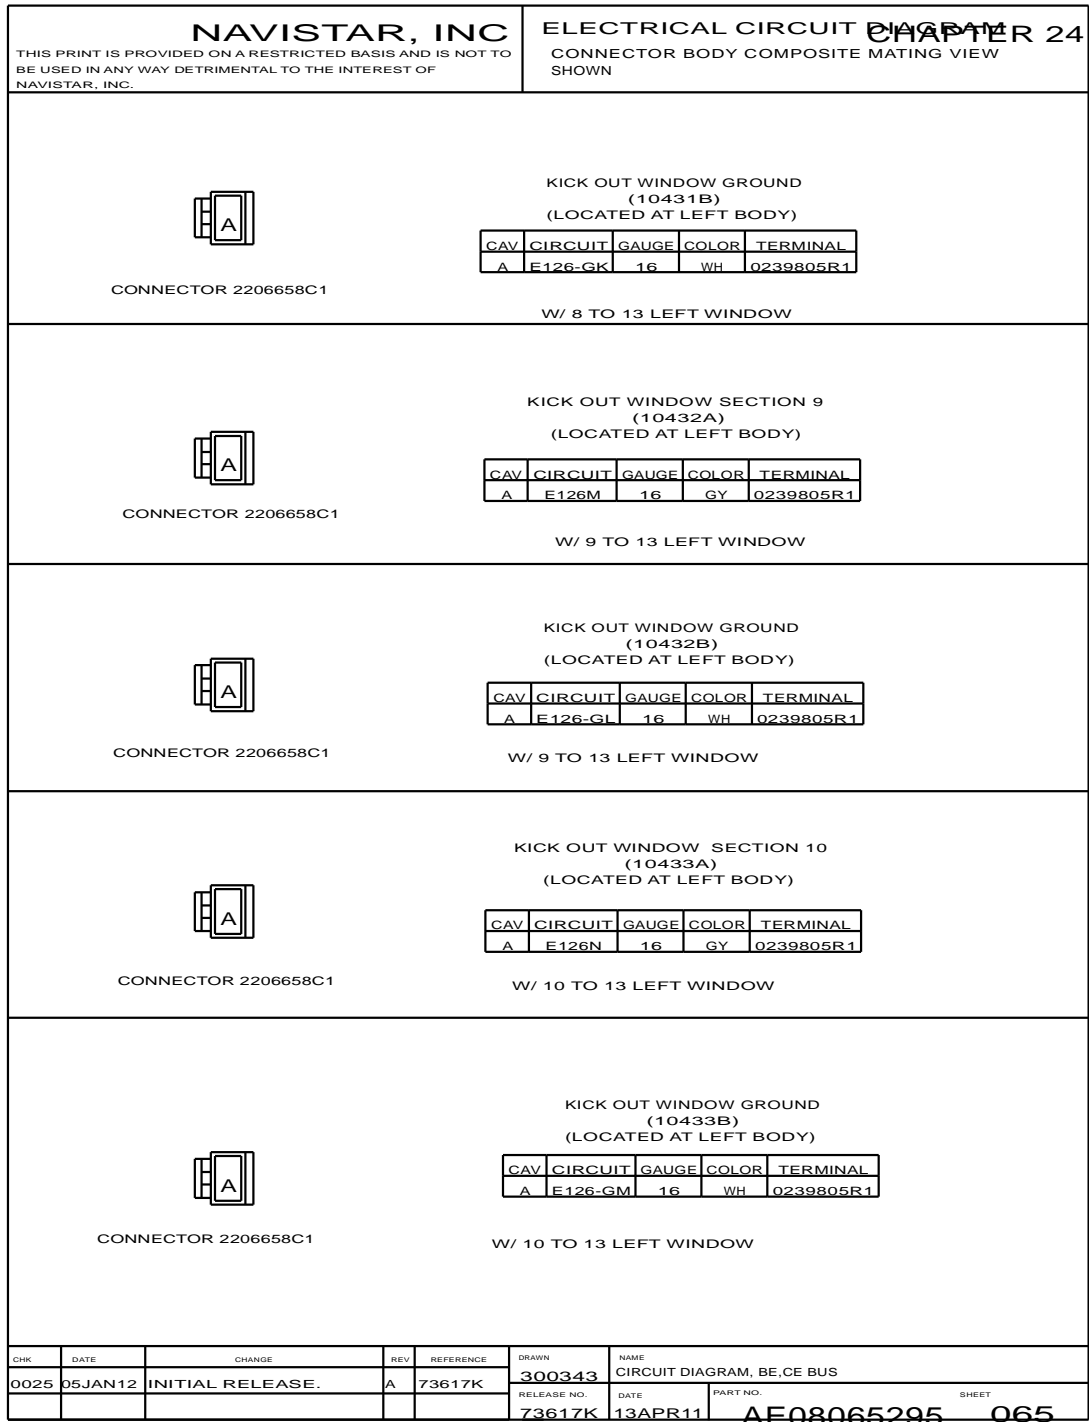 NAVISTAR, INC
THIS PRINT IS PROVIDED ON A RESTRICTED BASIS AND IS NOT TO
BE USED IN ANY WAY DETRIMENTAL TO THE INTEREST OF
NAVISTAR, INC.
ELECTRICAL CIRCUIT DIAGRAM
CHAPTER 24
CONNECTOR BODY COMPOSITE MATING VIEW
SHOWN
KICK OUT WINDOW GROUND
(10431B)
(LOCATED AT LEFT BODY)
A
CAV CIRCUIT GAUGE COLOR TERMINAL
A E126-GK 16 WH 0239805R1
CONNECTOR 2206658C1
W/ 8 TO 13 LEFT WINDOW
KICK OUT WINDOW SECTION 9
(10432A)
(LOCATED AT LEFT BODY)
A
CAV CIRCUIT GAUGE COLOR TERMINAL
A E126M 16 GY 0239805R1
CONNECTOR 2206658C1
W/ 9 TO 13 LEFT WINDOW
KICK OUT WINDOW GROUND
(10432B)
(LOCATED AT LEFT BODY)
A
CAV CIRCUIT GAUGE COLOR TERMINAL
A E126-GL 16 WH 0239805R1
CONNECTOR 2206658C1
W/ 9 TO 13 LEFT WINDOW
KICK OUT WINDOW SECTION 10
(10433A)
(LOCATED AT LEFT BODY)
A
CAV CIRCUIT GAUGE COLOR TERMINAL
A E126N 16 GY 0239805R1
CONNECTOR 2206658C1
W/ 10 TO 13 LEFT WINDOW
KICK OUT WINDOW GROUND
(10433B)
(LOCATED AT LEFT BODY)
A
CAV CIRCUIT GAUGE COLOR TERMINAL
A E126-GM 16 WH 0239805R1
CONNECTOR 2206658C1
W/ 10 TO 13 LEFT WINDOW
CHK DATE CHANGE REV REFERENCE
0025 05JAN12 INITIAL RELEASE. A 73617K
DRAWN
300343
NAME
CIRCUIT DIAGRAM, BE,CE BUS
RELEASE NO.
73617K
DATE
13APR11
PART NO.
AE08065295
SHEET
065